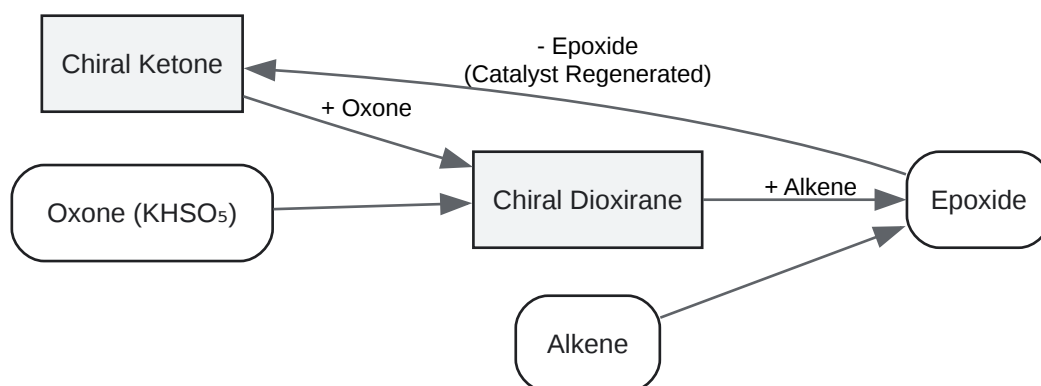 Chiral Ketone
- Epoxide
(Catalyst Regenerated)
+ Oxone
Oxone (KHSO₅)
Chiral Dioxirane
+ Alkene
Epoxide
Alkene